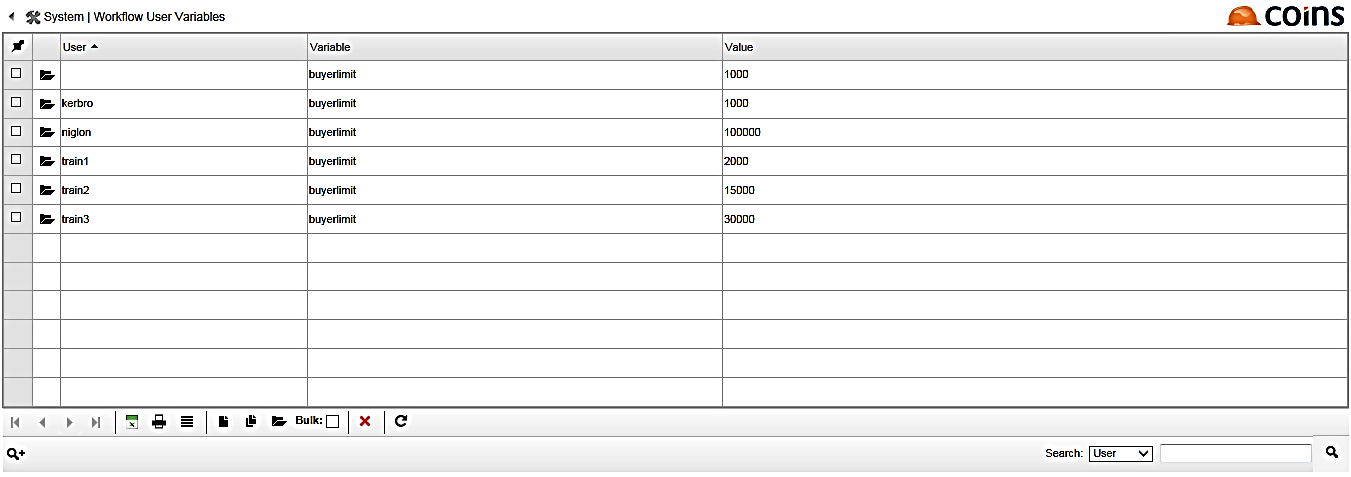 System | Workflow User Variables
coins
User Variable Value
buyerlimit 1000
kerbro buyerlimit 1000
niglon buyerlimit 100000
train1 buyerlimit 2000
train2 buyerlimit 15000
train3 buyerlimit 30000
Bulk:
Search: User